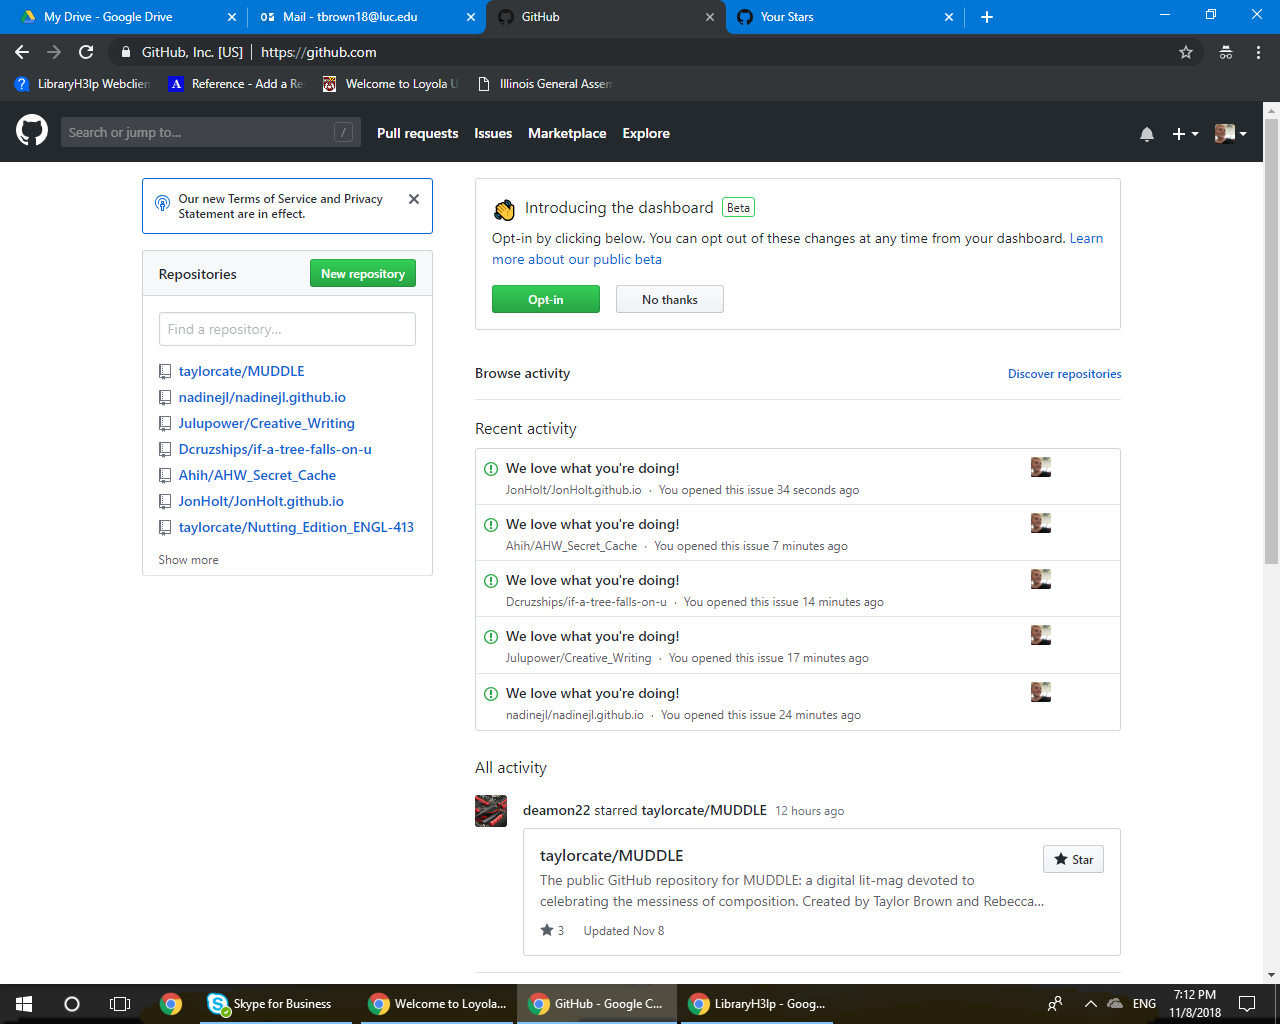 My Drive - Google Drive
Mail - tbrown18@luc.edu
GitHub
Your Stars
GitHub, Inc. [US] | https://github.com
LibraryH3lp Webclien
Reference - Add a Re
Welcome to Loyola U
Illinois General Assem
Search or jump to...
/
Pull requests
Issues
Marketplace
Explore
Our new Terms of Service and Privacy
Statement are in effect.
Repositories
New repository
Find a repository...
taylorcate/MUDDLE
nadinejl/nadinejl.github.io
Julupower/Creative_Writing
Dcruzships/if-a-tree-falls-on-u
Ahih/AHW_Secret_Cache
JonHolt/JonHolt.github.io
taylorcate/Nutting_Edition_ENGL-413
Show more
Introducing the dashboard Beta
Opt-in by clicking below. You can opt out of these changes at any time from your dashboard. Learn
more about our public beta
Opt-in
No thanks
Browse activity
Discover repositories
Recent activity
We love what you're doing!
JonHolt/JonHolt.github.io · You opened this issue 34 seconds ago
We love what you're doing!
Ahih/AHW_Secret_Cache · You opened this issue 7 minutes ago
We love what you're doing!
Dcruzships/if-a-tree-falls-on-u · You opened this issue 14 minutes ago
We love what you're doing!
Julupower/Creative_Writing · You opened this issue 17 minutes ago
We love what you're doing!
nadinejl/nadinejl.github.io · You opened this issue 24 minutes ago
All activity
deamon22 starred taylorcate/MUDDLE 12 hours ago
taylorcate/MUDDLE
Star
The public GitHub repository for MUDDLE: a digital lit-mag devoted to
celebrating the messiness of composition. Created by Taylor Brown and Rebecca...
3 Updated Nov 8
Skype for Business
Welcome to Loyola...
GitHub - Google C...
LibraryH3lp - Goog...
ENG
7:12 PM
11/8/2018